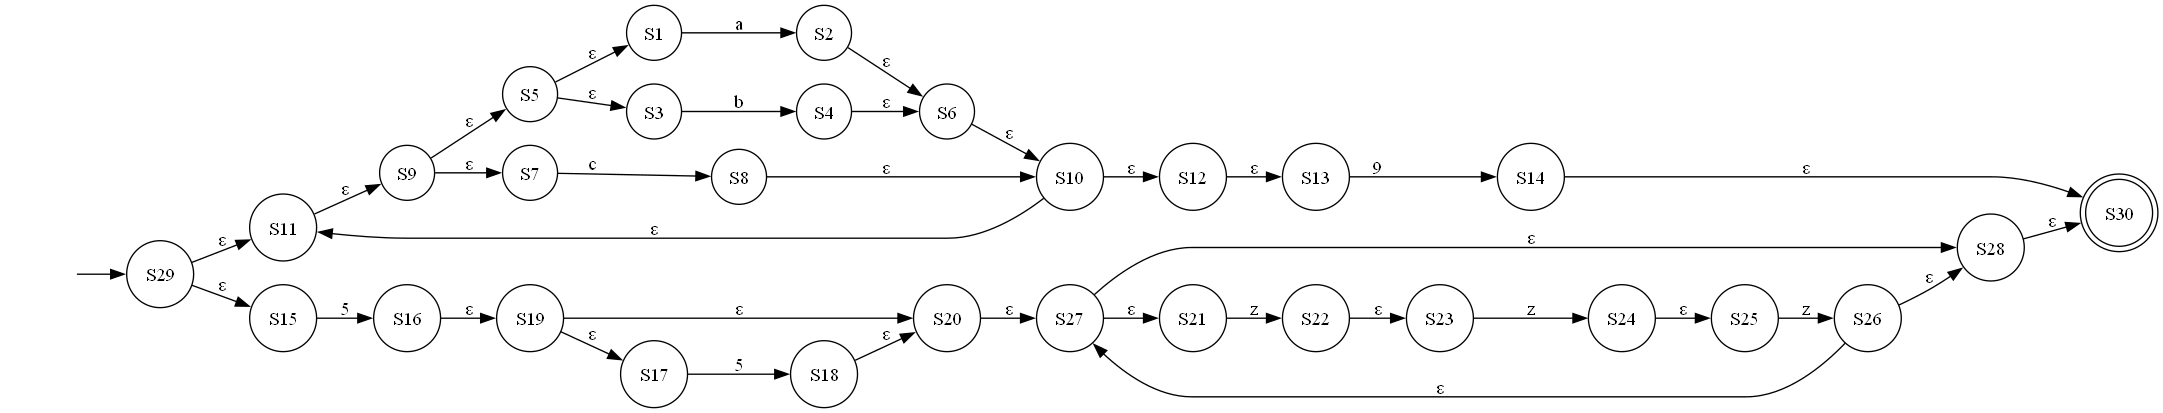 S1 a S2
ε ε
S5 ε S3 b S4 ε S6
ε ε
S9 ε S7 c S8 ε S10 ε S12 ε S13 9 S14 ε
ε
S11 ε S30
ε ε ε
S29 S28
ε ε
S15 5 S16 ε S19 ε S20 ε S27 ε S21 z S22 ε S23 z S24 ε S25 z S26
ε ε
S17 5 S18
ε